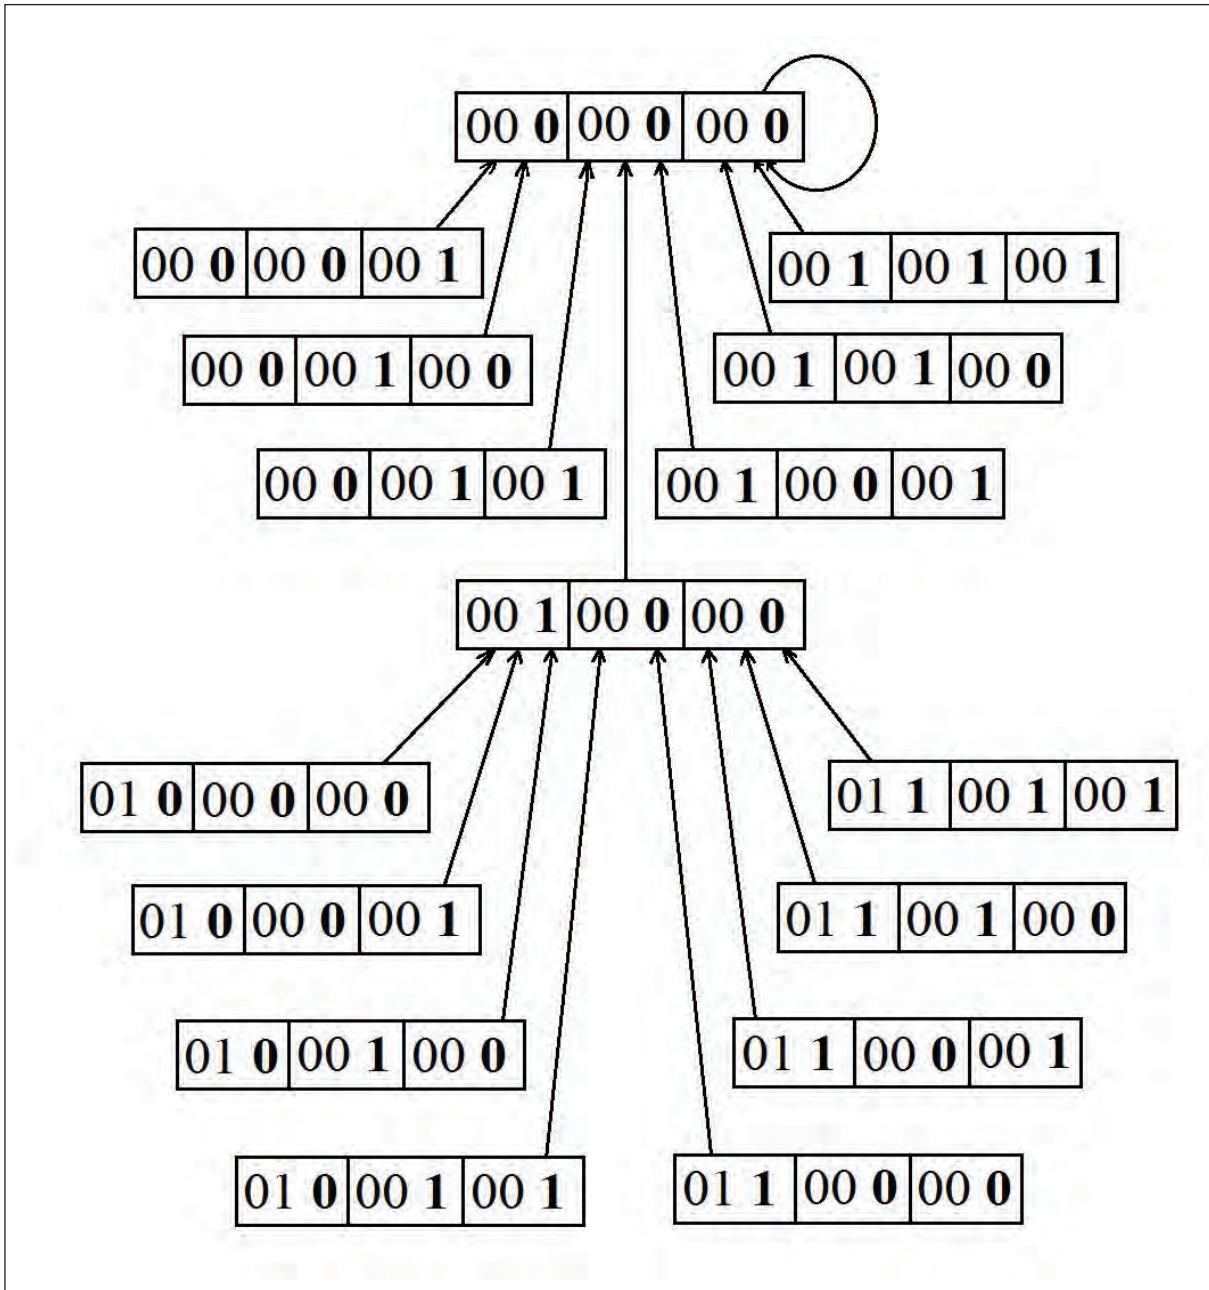 00 0 00 0 00 0
00 0 00 0 00 1
00 1 00 1 00 1
00 0 00 1 00 0
00 1 00 1 00 0
00 0 00 1 00 1
00 1 00 0 00 1
00 1 00 0 00 0
01 0 00 0 00 0
01 1 00 1 00 1
01 0 00 0 00 1
01 1 00 1 00 0
01 0 00 1 00 0
01 1 00 0 00 1
01 0 00 1 00 1
01 1 00 0 00 0